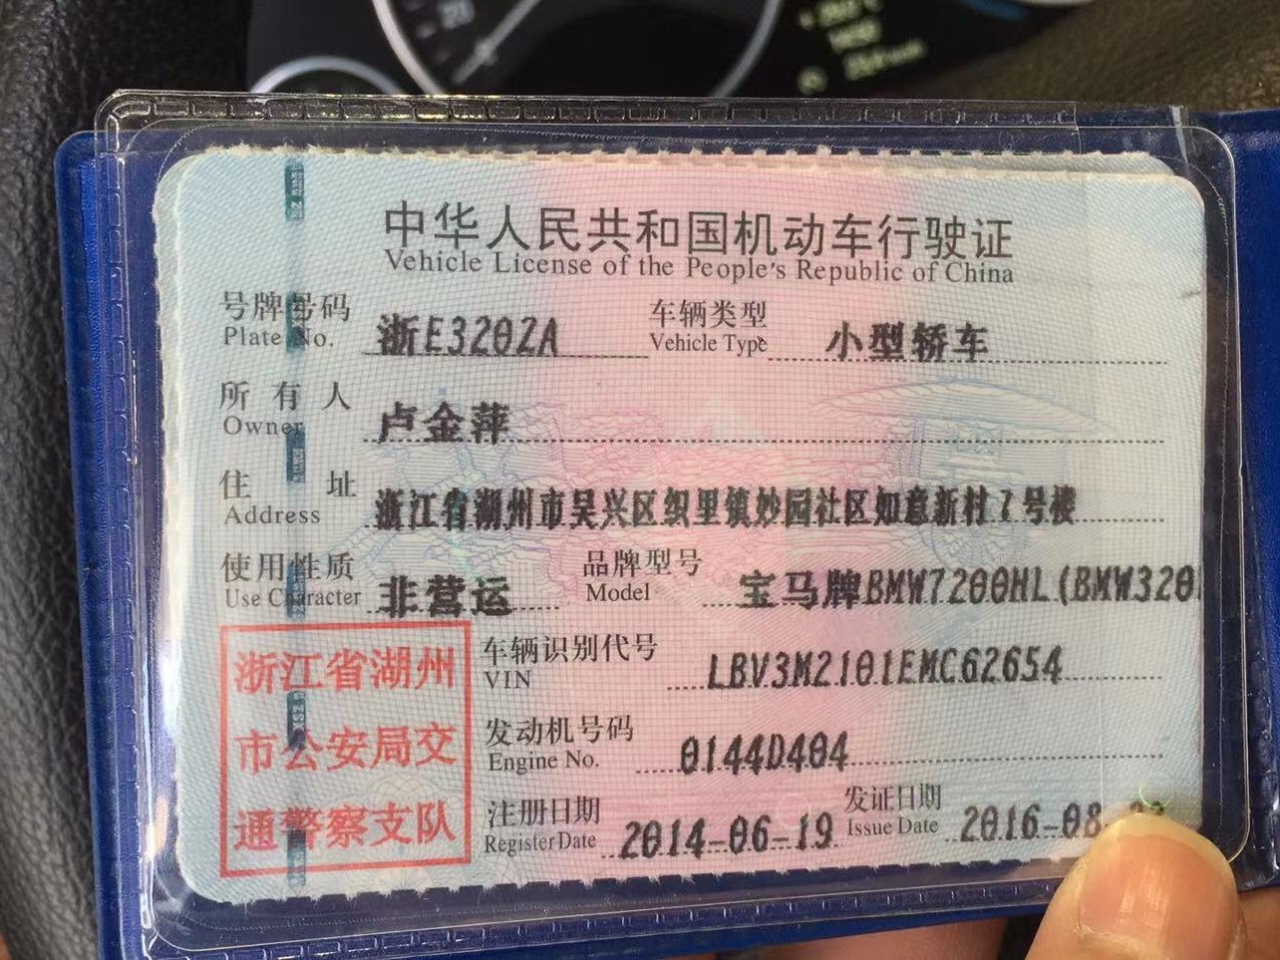 中华人民共和国机动车行驶证
Vehicle License of the People's Republic of China
号牌号码 浙E3202A 车辆类型 小型轿车
Plate No. Vehicle Type
所有人 卢金萍
Owner
住址 浙江省湖州市吴兴区织里镇妙园社区如意新村7号楼
Address
使用性质 非营运 品牌型号 宝马牌BMW7200HL(BMW320
Use Character Model
浙江省湖州
市公安局交
通警察支队
车辆识别代号 LBV3M2101EMC62654
VIN
发动机号码 0144D404
Engine No.
注册日期 2014-06-19 发证日期 2016-08-
Register Date Issue Date